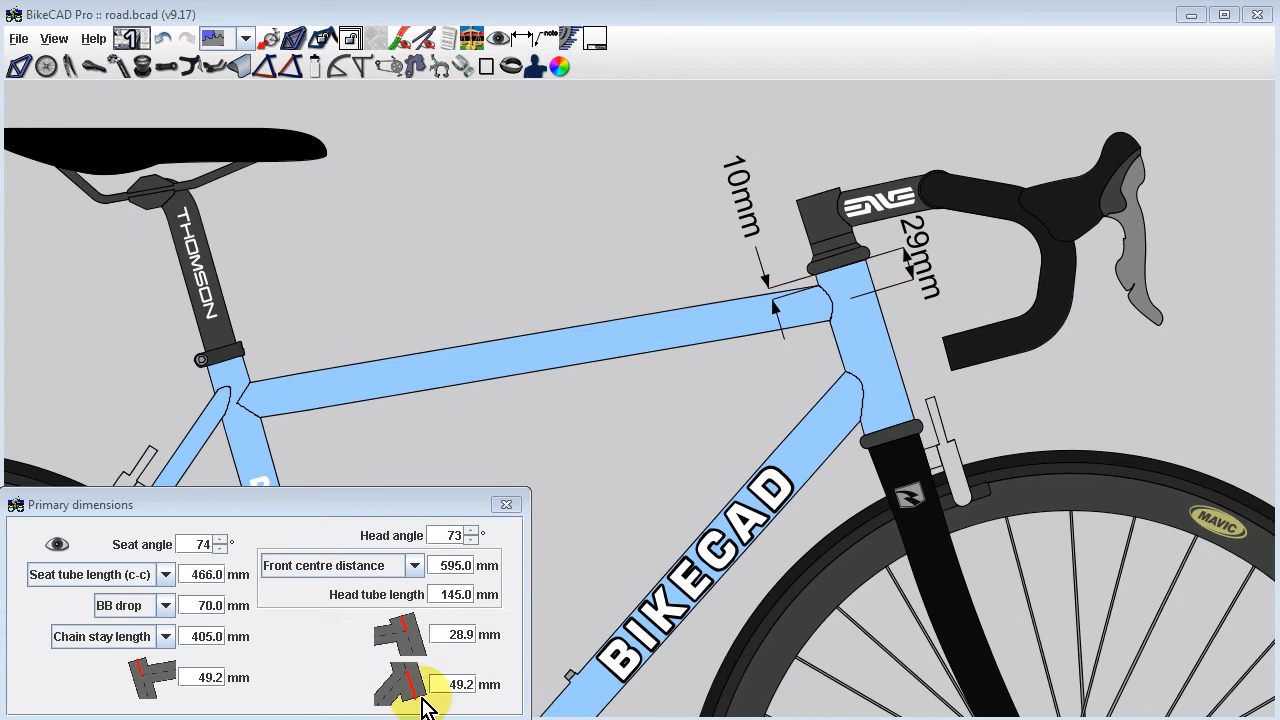 BikeCAD Pro :: road.bcad (v9.17)
File View Help 1
note
10mm
ENVE
29mm
THOMSON
BIKECAD
MAVIC
B
Primary dimensions
Seat angle 74 °
Head angle 73 °
Seat tube length (c-c) 466.0 mm
Front centre distance 595.0 mm
BB drop 70.0 mm
Head tube length 145.0 mm
Chain stay length 405.0 mm
28.9 mm
49.2 mm
49.2 mm